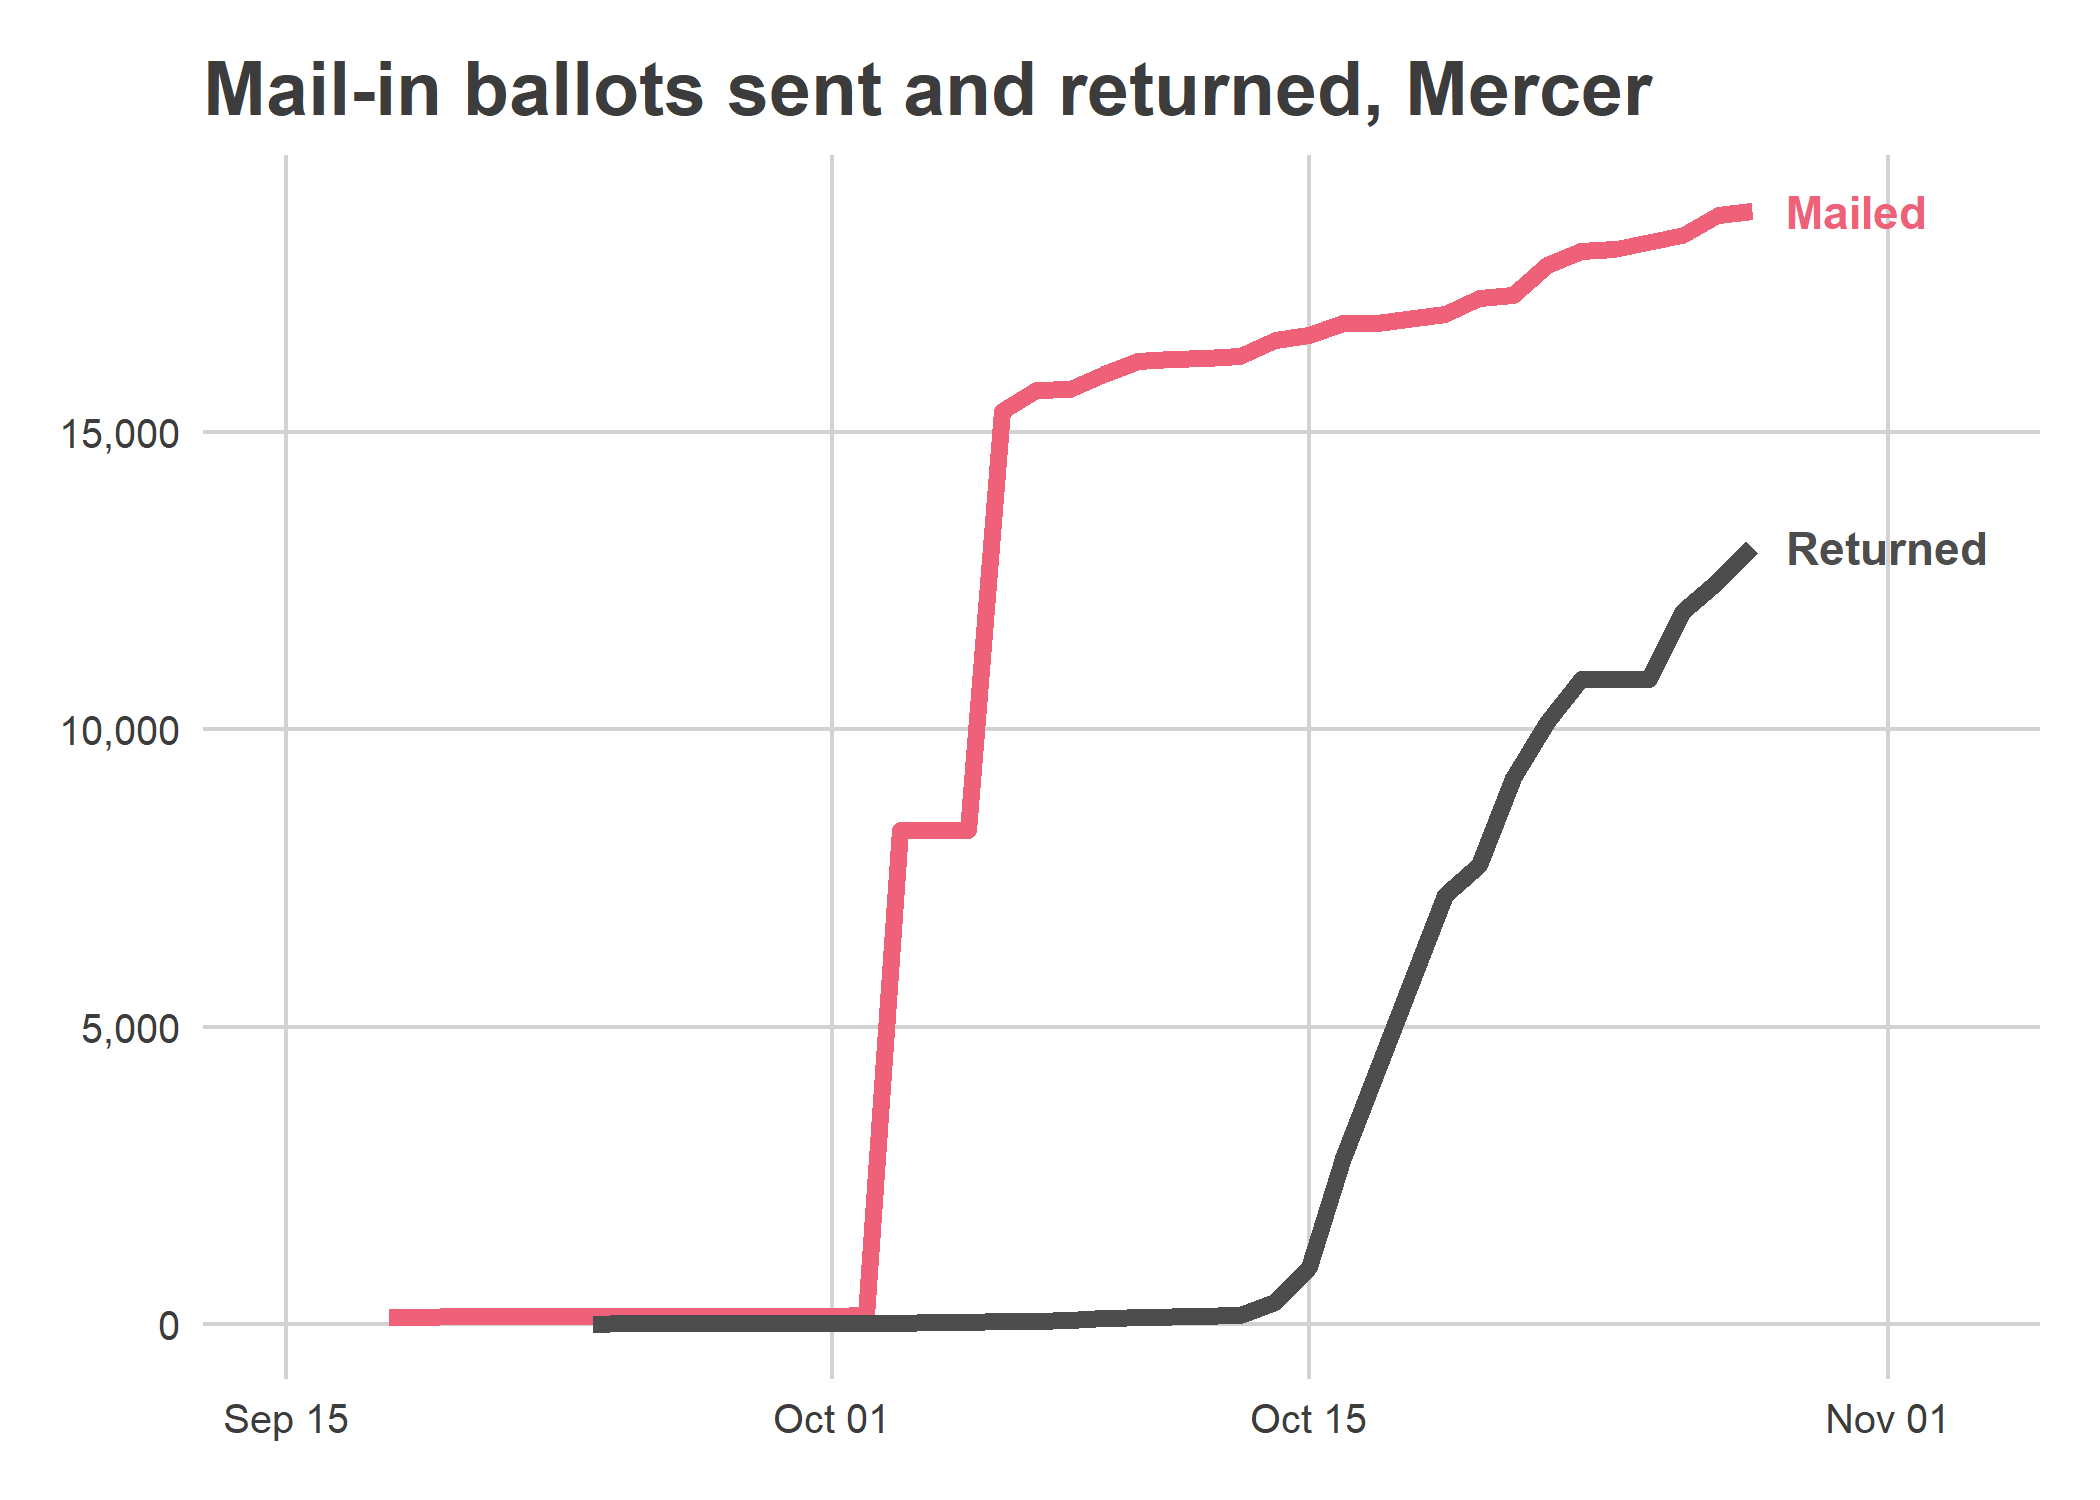 Mail-in ballots sent and returned, Mercer
Mailed
15,000
Returned
10,000
5,000
0
Sep 15
Oct 01
Oct 15
Nov 01